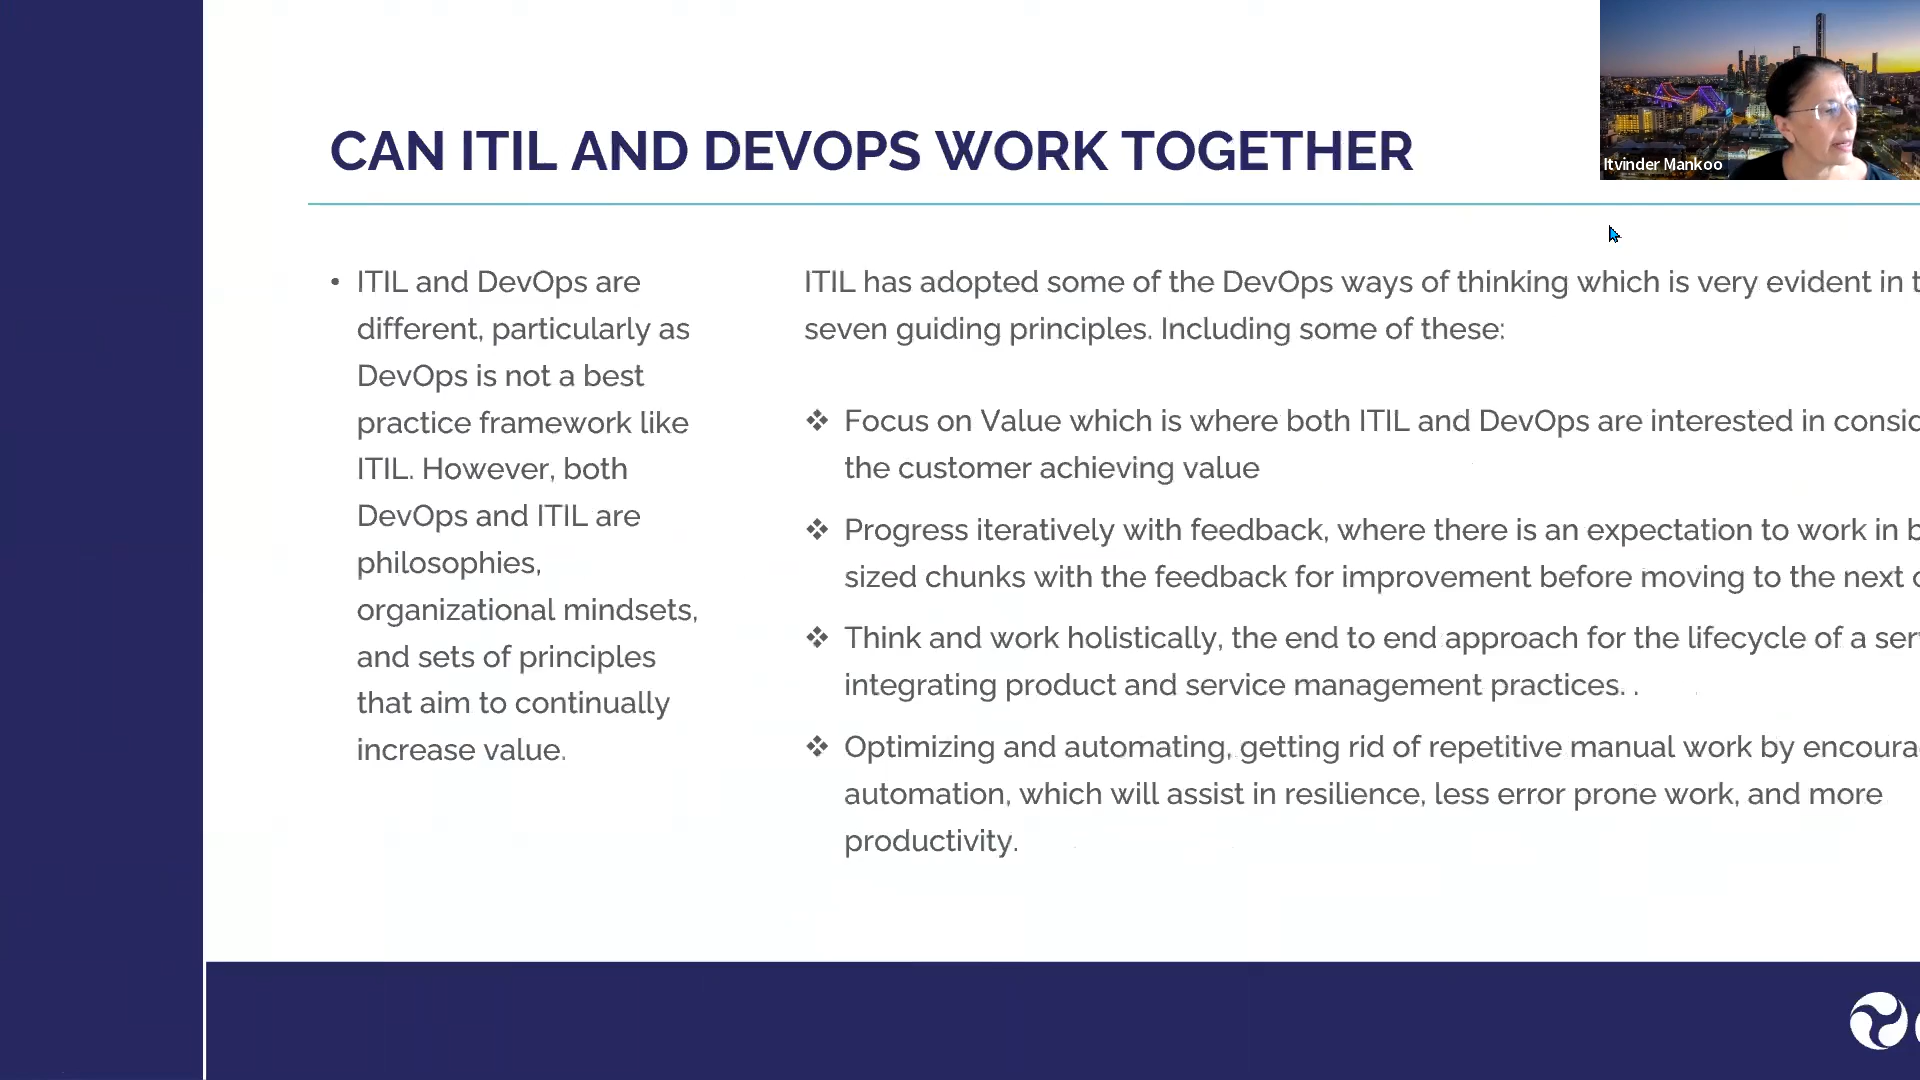 CAN ITIL AND DEVOPS WORK TOGETHER
Itvinder Mankoo
• ITIL and DevOps are
different, particularly as
DevOps is not a best
practice framework like
ITIL. However, both
DevOps and ITIL are
philosophies,
organizational mindsets,
and sets of principles
that aim to continually
increase value.
ITIL has adopted some of the DevOps ways of thinking which is very evident in
seven guiding principles. Including some of these:
❖ Focus on Value which is where both ITIL and DevOps are interested in
the customer achieving value
❖ Progress iteratively with feedback, where there is an expectation to work in
sized chunks with the feedback for improvement before moving to the next
❖ Think and work holistically, the end to end approach for the lifecycle of a
integrating product and service management practices. .
❖ Optimizing and automating, getting rid of repetitive manual work by
automation, which will assist in resilience, less error prone work, and more
productivity.